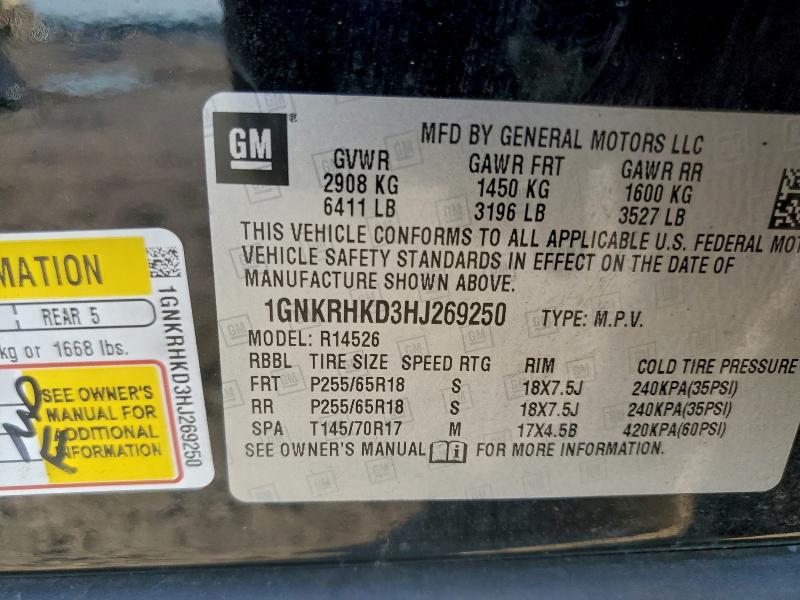 GM
MFD BY GENERAL MOTORS LLC
GVWR GAWR FRT GAWR RR
2908 KG 1450 KG 1600 KG
6411 LB 3196 LB 3527 LB
THIS VEHICLE CONFORMS TO ALL APPLICABLE U.S. FEDERAL MOT
VEHICLE SAFETY STANDARDS IN EFFECT ON THE DATE OF
MANUFACTURE SHOWN ABOVE.
1GNKRHKD3HJ269250 TYPE: M.P.V.
MODEL: R14526
RBBL TIRE SIZE SPEED RTG RIM COLD TIRE PRESSURE
FRT P255/65R18 S 18X7.5J 240KPA(35PSI)
RR P255/65R18 S 18X7.5J 240KPA(35PSI)
SPA T145/70R17 M 17X4.5B 420KPA(60PSI)
SEE OWNER'S MANUAL FOR MORE INFORMATION.
MATION
REAR 5
kg or 1668 lbs.
SEE OWNER'S
MANUAL FOR
ADDITIONAL
INFORMATION
1GNKRHKD3HJ269250